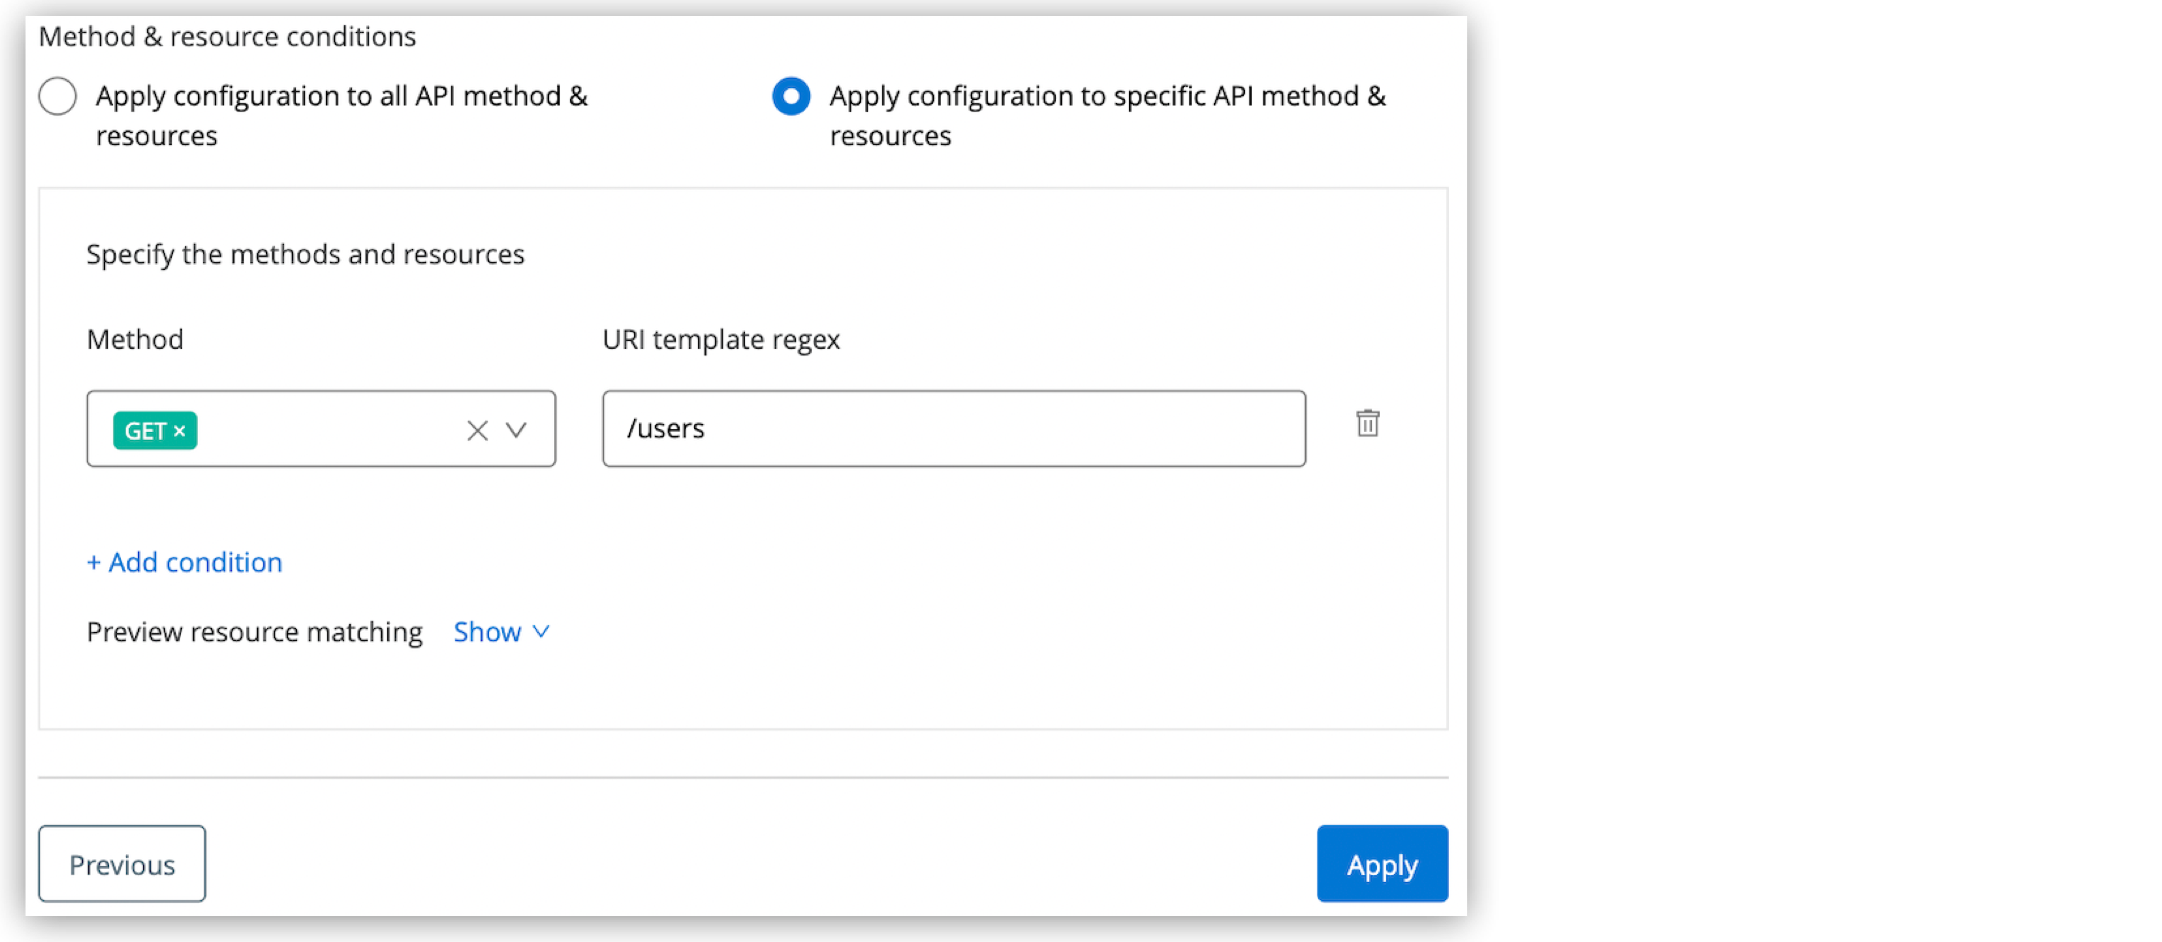 Method & resource conditions
Apply configuration to all API method &
resources
Apply configuration to specific API method &
resources
Specify the methods and resources
Method
URI template regex
GET ×
/users
+ Add condition
Preview resource matching Show
Previous
Apply